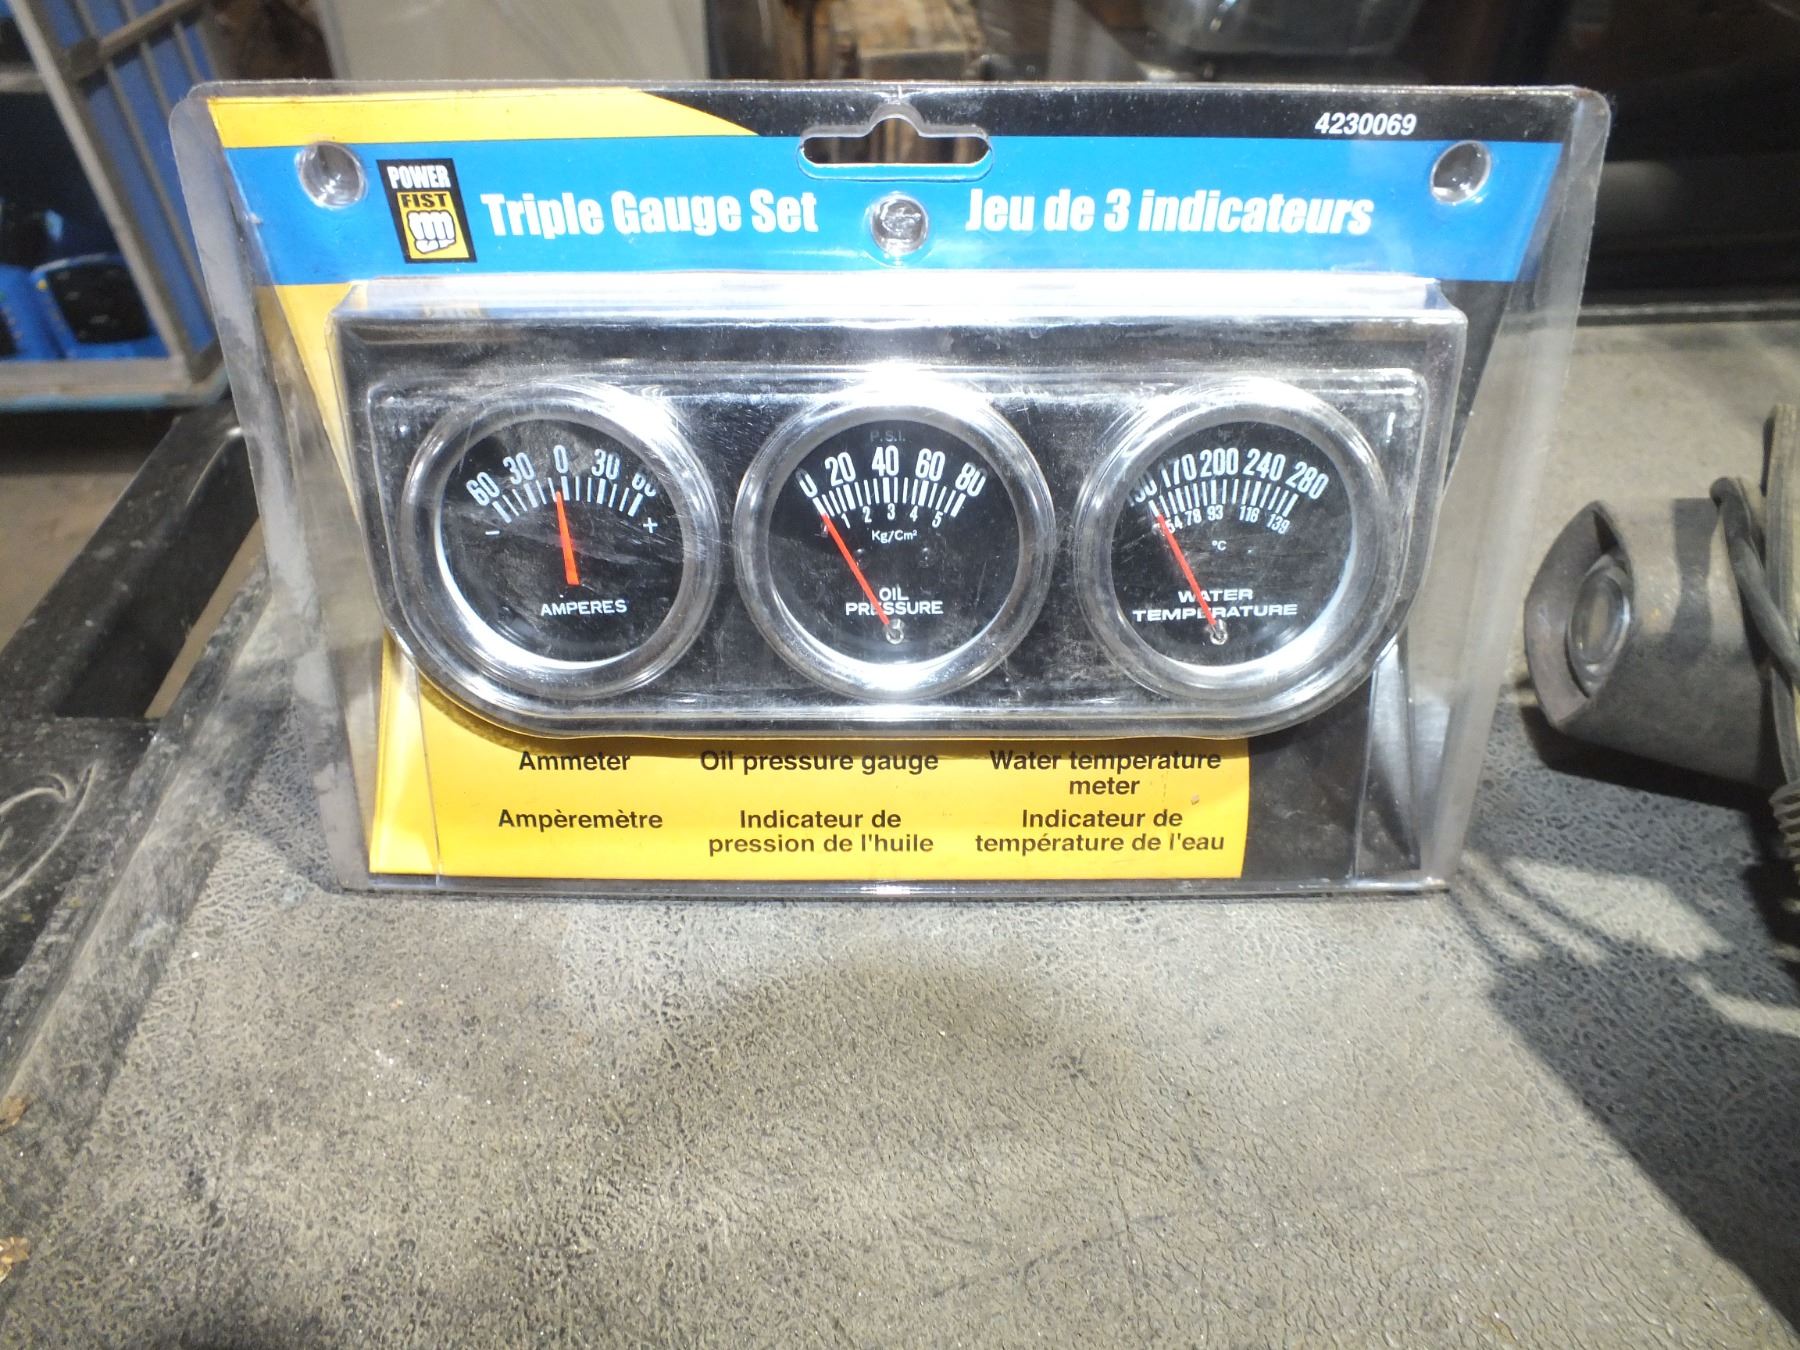 4230069
POWER
FIST
Triple Gauge Set
Jeu de 3 indicateurs
60 30 0 30 60
- +
AMPERES
P.S.I.
0 20 40 60 80
1 2 3 4 5
Kg/Cm²
OIL
PRESSURE
°F
170 200 240 280
54 78 93 116 139
°C
WATER
TEMPERATURE
Ammeter
Oil pressure gauge
Water temperature
meter
Ampèremètre
Indicateur de
pression de l'huile
Indicateur de
température de l'eau